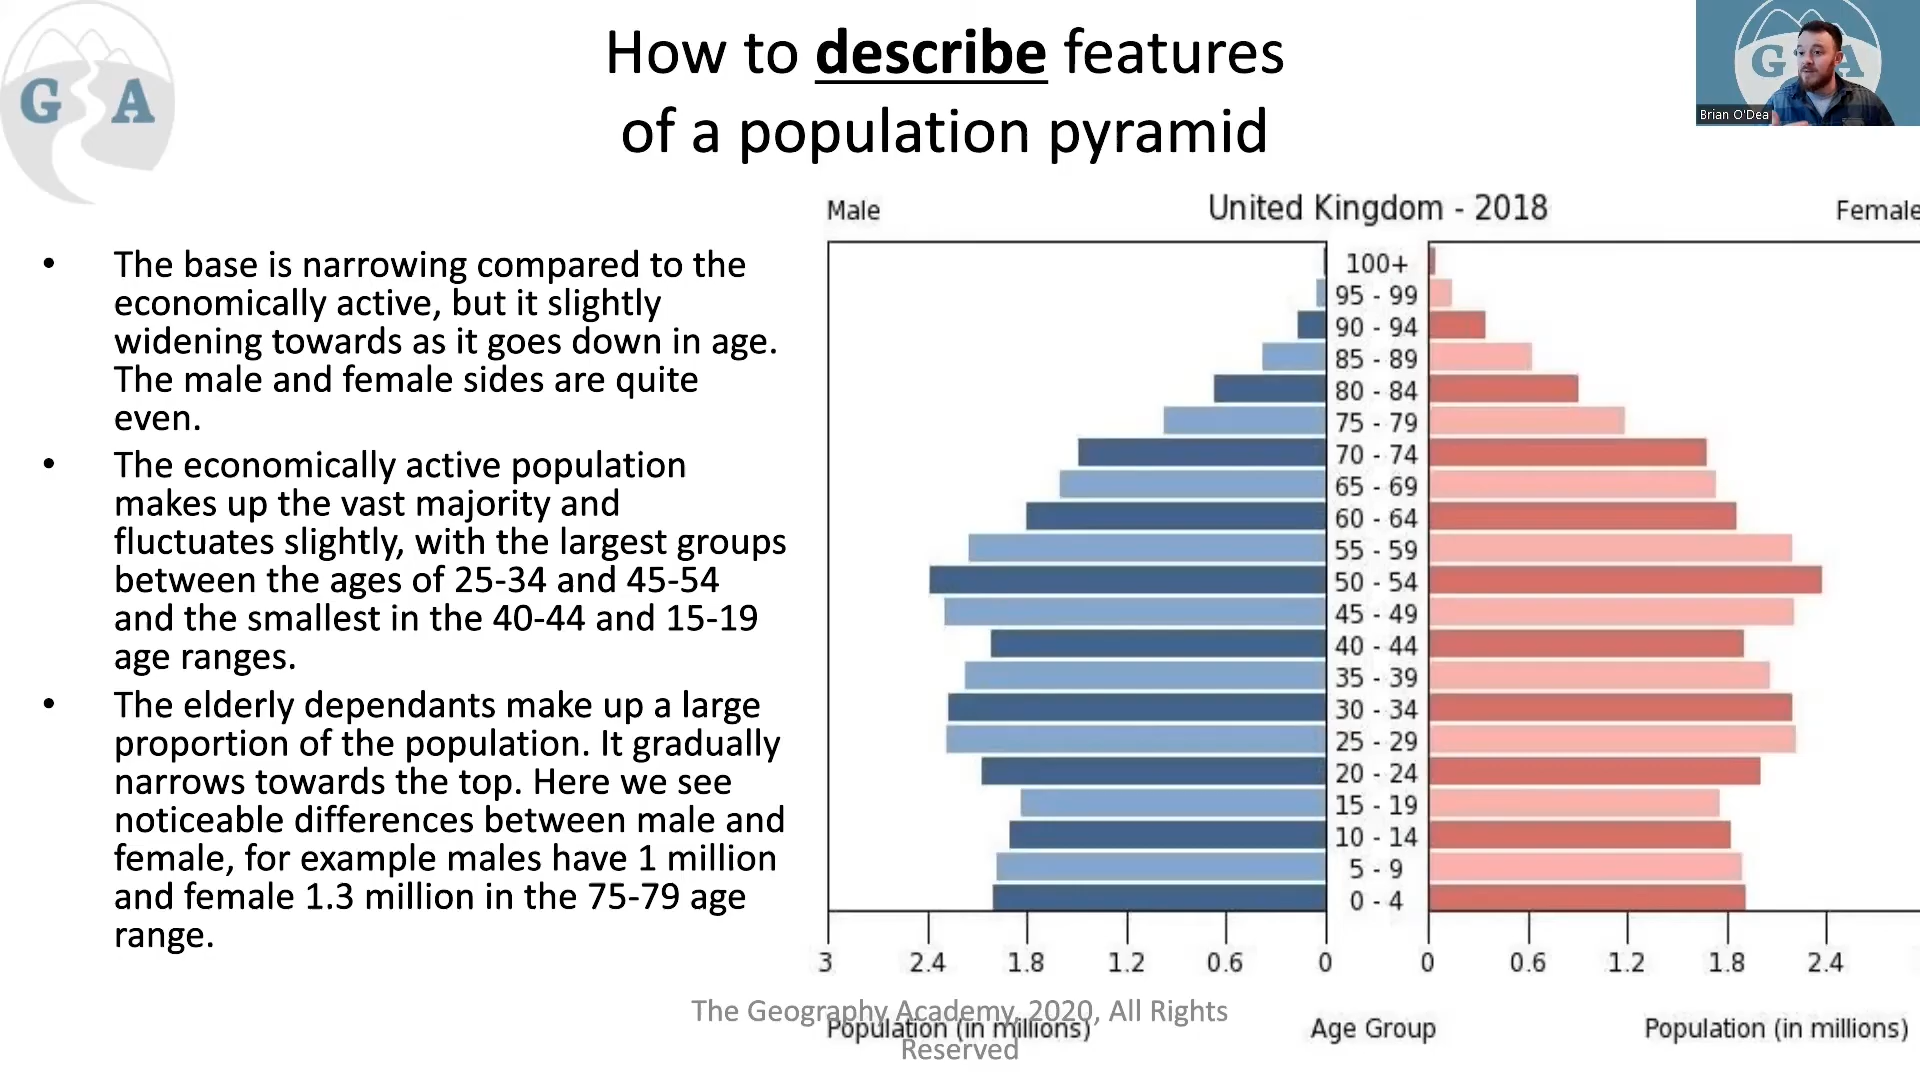 How to describe features
of a population pyramid
G A
G A
Brian O'Dea
• The base is narrowing compared to the
economically active, but it slightly
widening towards as it goes down in age.
The male and female sides are quite
even.
• The economically active population
makes up the vast majority and
fluctuates slightly, with the largest groups
between the ages of 25-34 and 45-54
and the smallest in the 40-44 and 15-19
age ranges.
• The elderly dependants make up a large
proportion of the population. It gradually
narrows towards the top. Here we see
noticeable differences between male and
female, for example males have 1 million
and female 1.3 million in the 75-79 age
range.
Male United Kingdom - 2018 Female
100+
95 - 99
90 - 94
85 - 89
80 - 84
75 - 79
70 - 74
65 - 69
60 - 64
55 - 59
50 - 54
45 - 49
40 - 44
35 - 39
30 - 34
25 - 29
20 - 24
15 - 19
10 - 14
5 - 9
0 - 4
3 2.4 1.8 1.2 0.6 0 0 0.6 1.2 1.8 2.4
Population (in millions) Age Group Population (in millions)
The Geography Academy, 2020, All Rights
Reserved